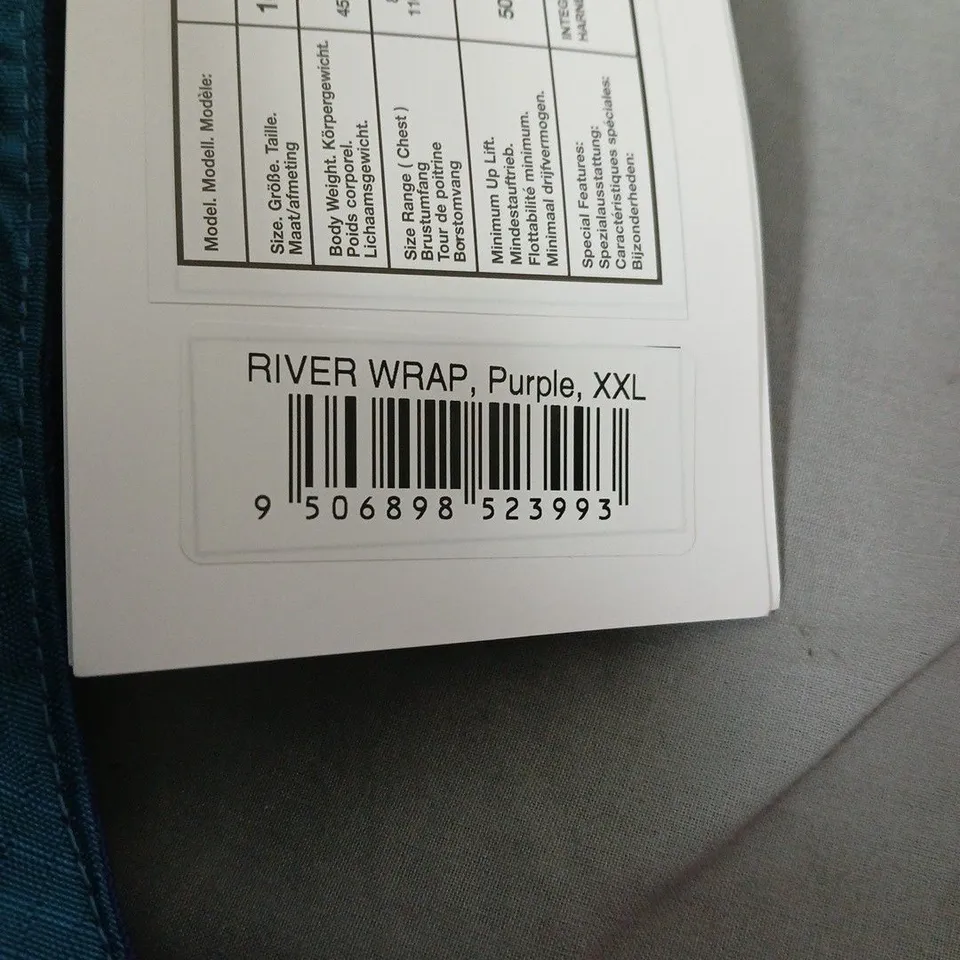 Model. Modell. Modèle:
Size. Größe. Taille.
Maat/afmeting
Body Weight. Körpergewicht.
Poids corporel.
Lichaamsgewicht.
45
Size Range ( Chest )
Brustumfang
Tour de poitrine
Borstomvang
Minimum Up Lift.
Mindestauftrieb.
Flottabilité minimum.
Minimaal drijfvermogen.
50
Special Features:
Spezialausstattung:
Caractéristiques spéciales:
Bijzonderheden:
RIVER WRAP, Purple, XXL
9 506898 523993